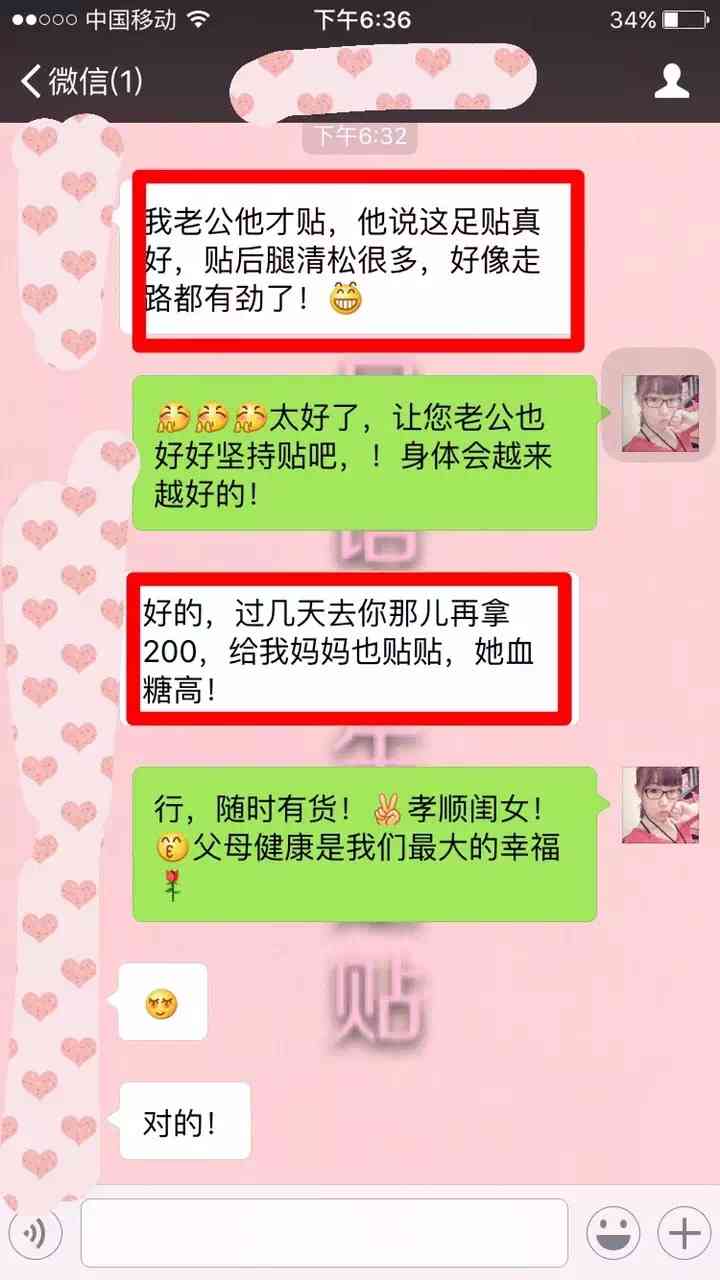 中国移动 下午6:36 34%
微信(1)
下午6:32
我老公他才贴，他说这足贴真
好，贴后腿清松很多，好像走
路都有劲了！
太好了，让您老公也
好好坚持贴吧，！身体会越来
越好的！
好的，过几天去你那儿再拿
200，给我妈妈也贴贴，她血
糖高！
行，随时有货！孝顺闺女！
父母健康是我们最大的幸福
对的！
贴